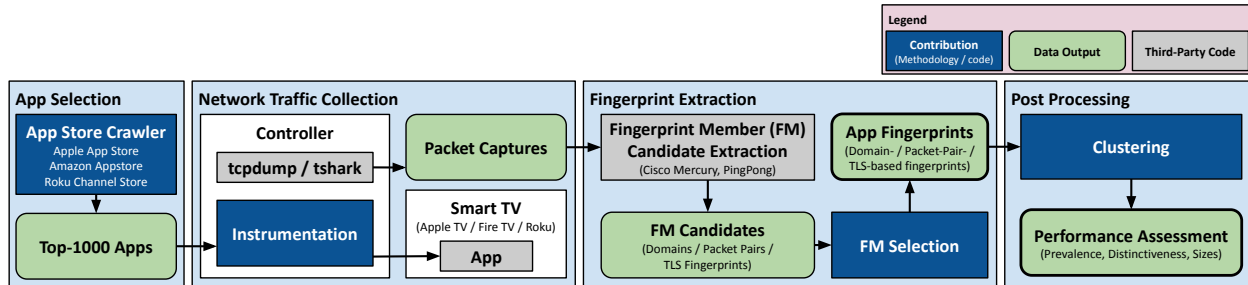 Legend
Contribution
(Methodology / code)
Data Output
Third-Party Code
App Selection
App Store Crawler
Apple App Store
Amazon Appstore
Roku Channel Store
Top-1000 Apps
Network Traffic Collection
Controller
tcpdump / tshark
Instrumentation
Packet Captures
Smart TV
(Apple TV / Fire TV / Roku)
App
Fingerprint Extraction
Fingerprint Member (FM)
Candidate Extraction
(Cisco Mercury, PingPong)
FM Candidates
(Domains / Packet Pairs /
TLS Fingerprints)
App Fingerprints
(Domain- / Packet-Pair- /
TLS-based fingerprints)
FM Selection
Post Processing
Clustering
Performance Assessment
(Prevalence, Distinctiveness, Sizes)